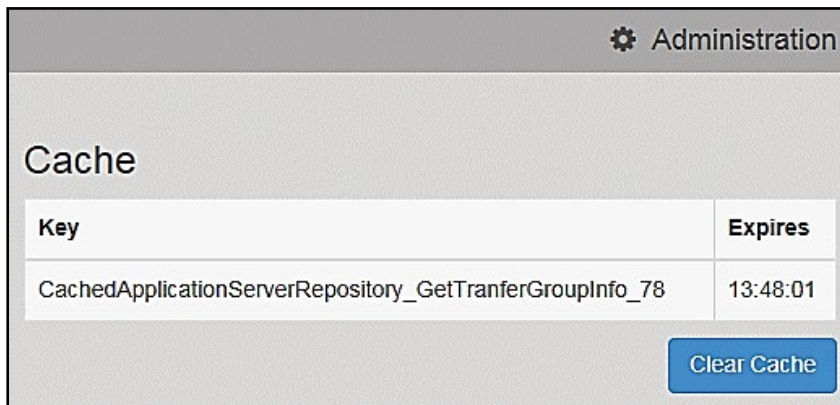 Administration
Cache
Key Expires
CachedApplicationServerRepository_GetTranferGroupInfo_78 13:48:01
Clear Cache